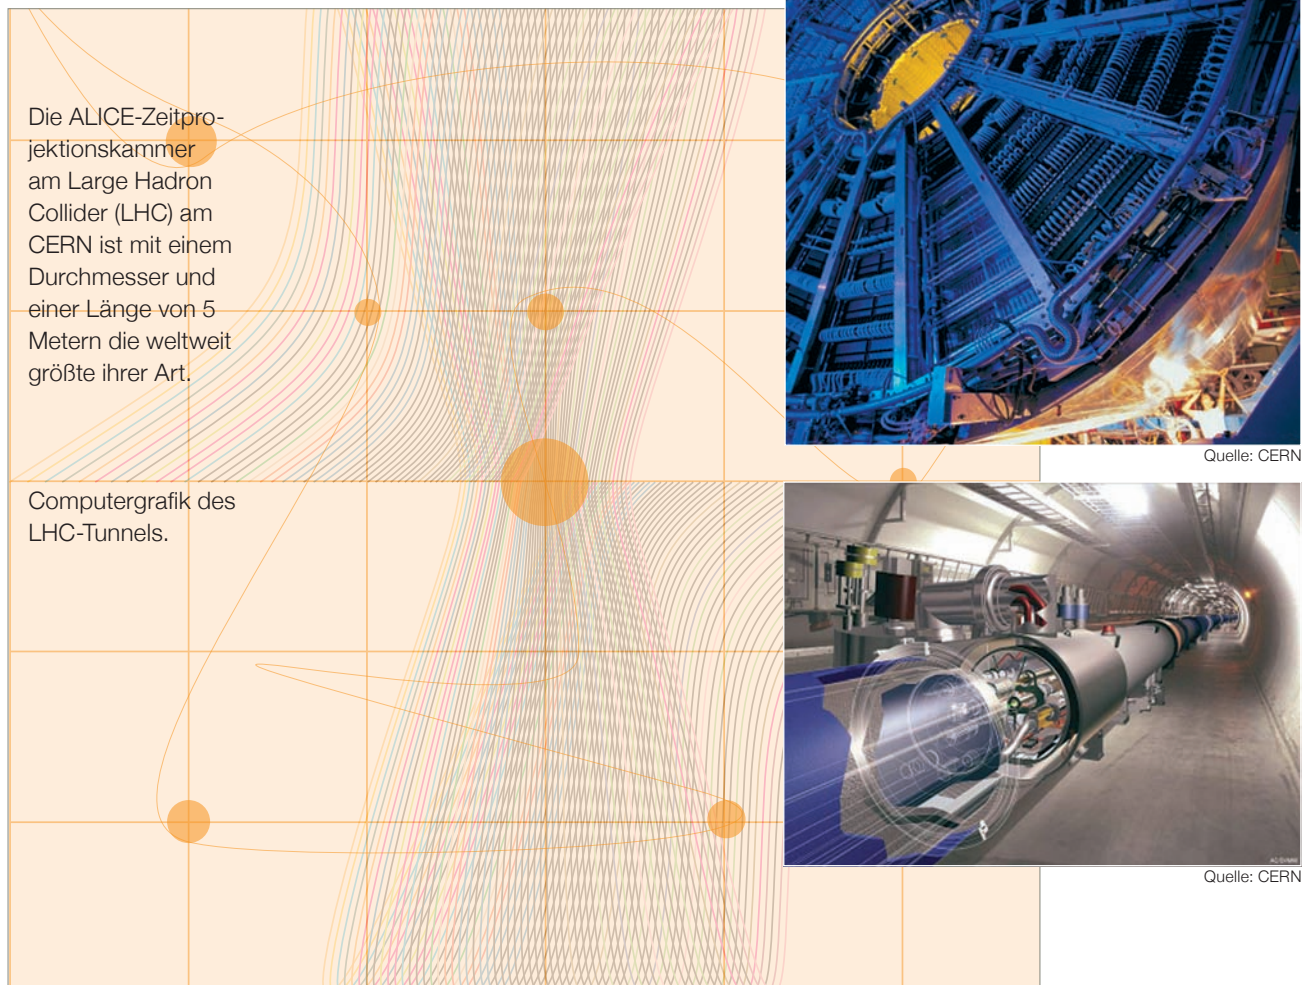 Die ALICE-Zeitpro-
jektionskammer
am Large Hadron
Collider (LHC) am
CERN ist mit einem
Durchmesser und
einer Länge von 5
Metern die weltweit
größte ihrer Art.
Quelle: CERN
Computergrafik des
LHC-Tunnels.
Quelle: CERN